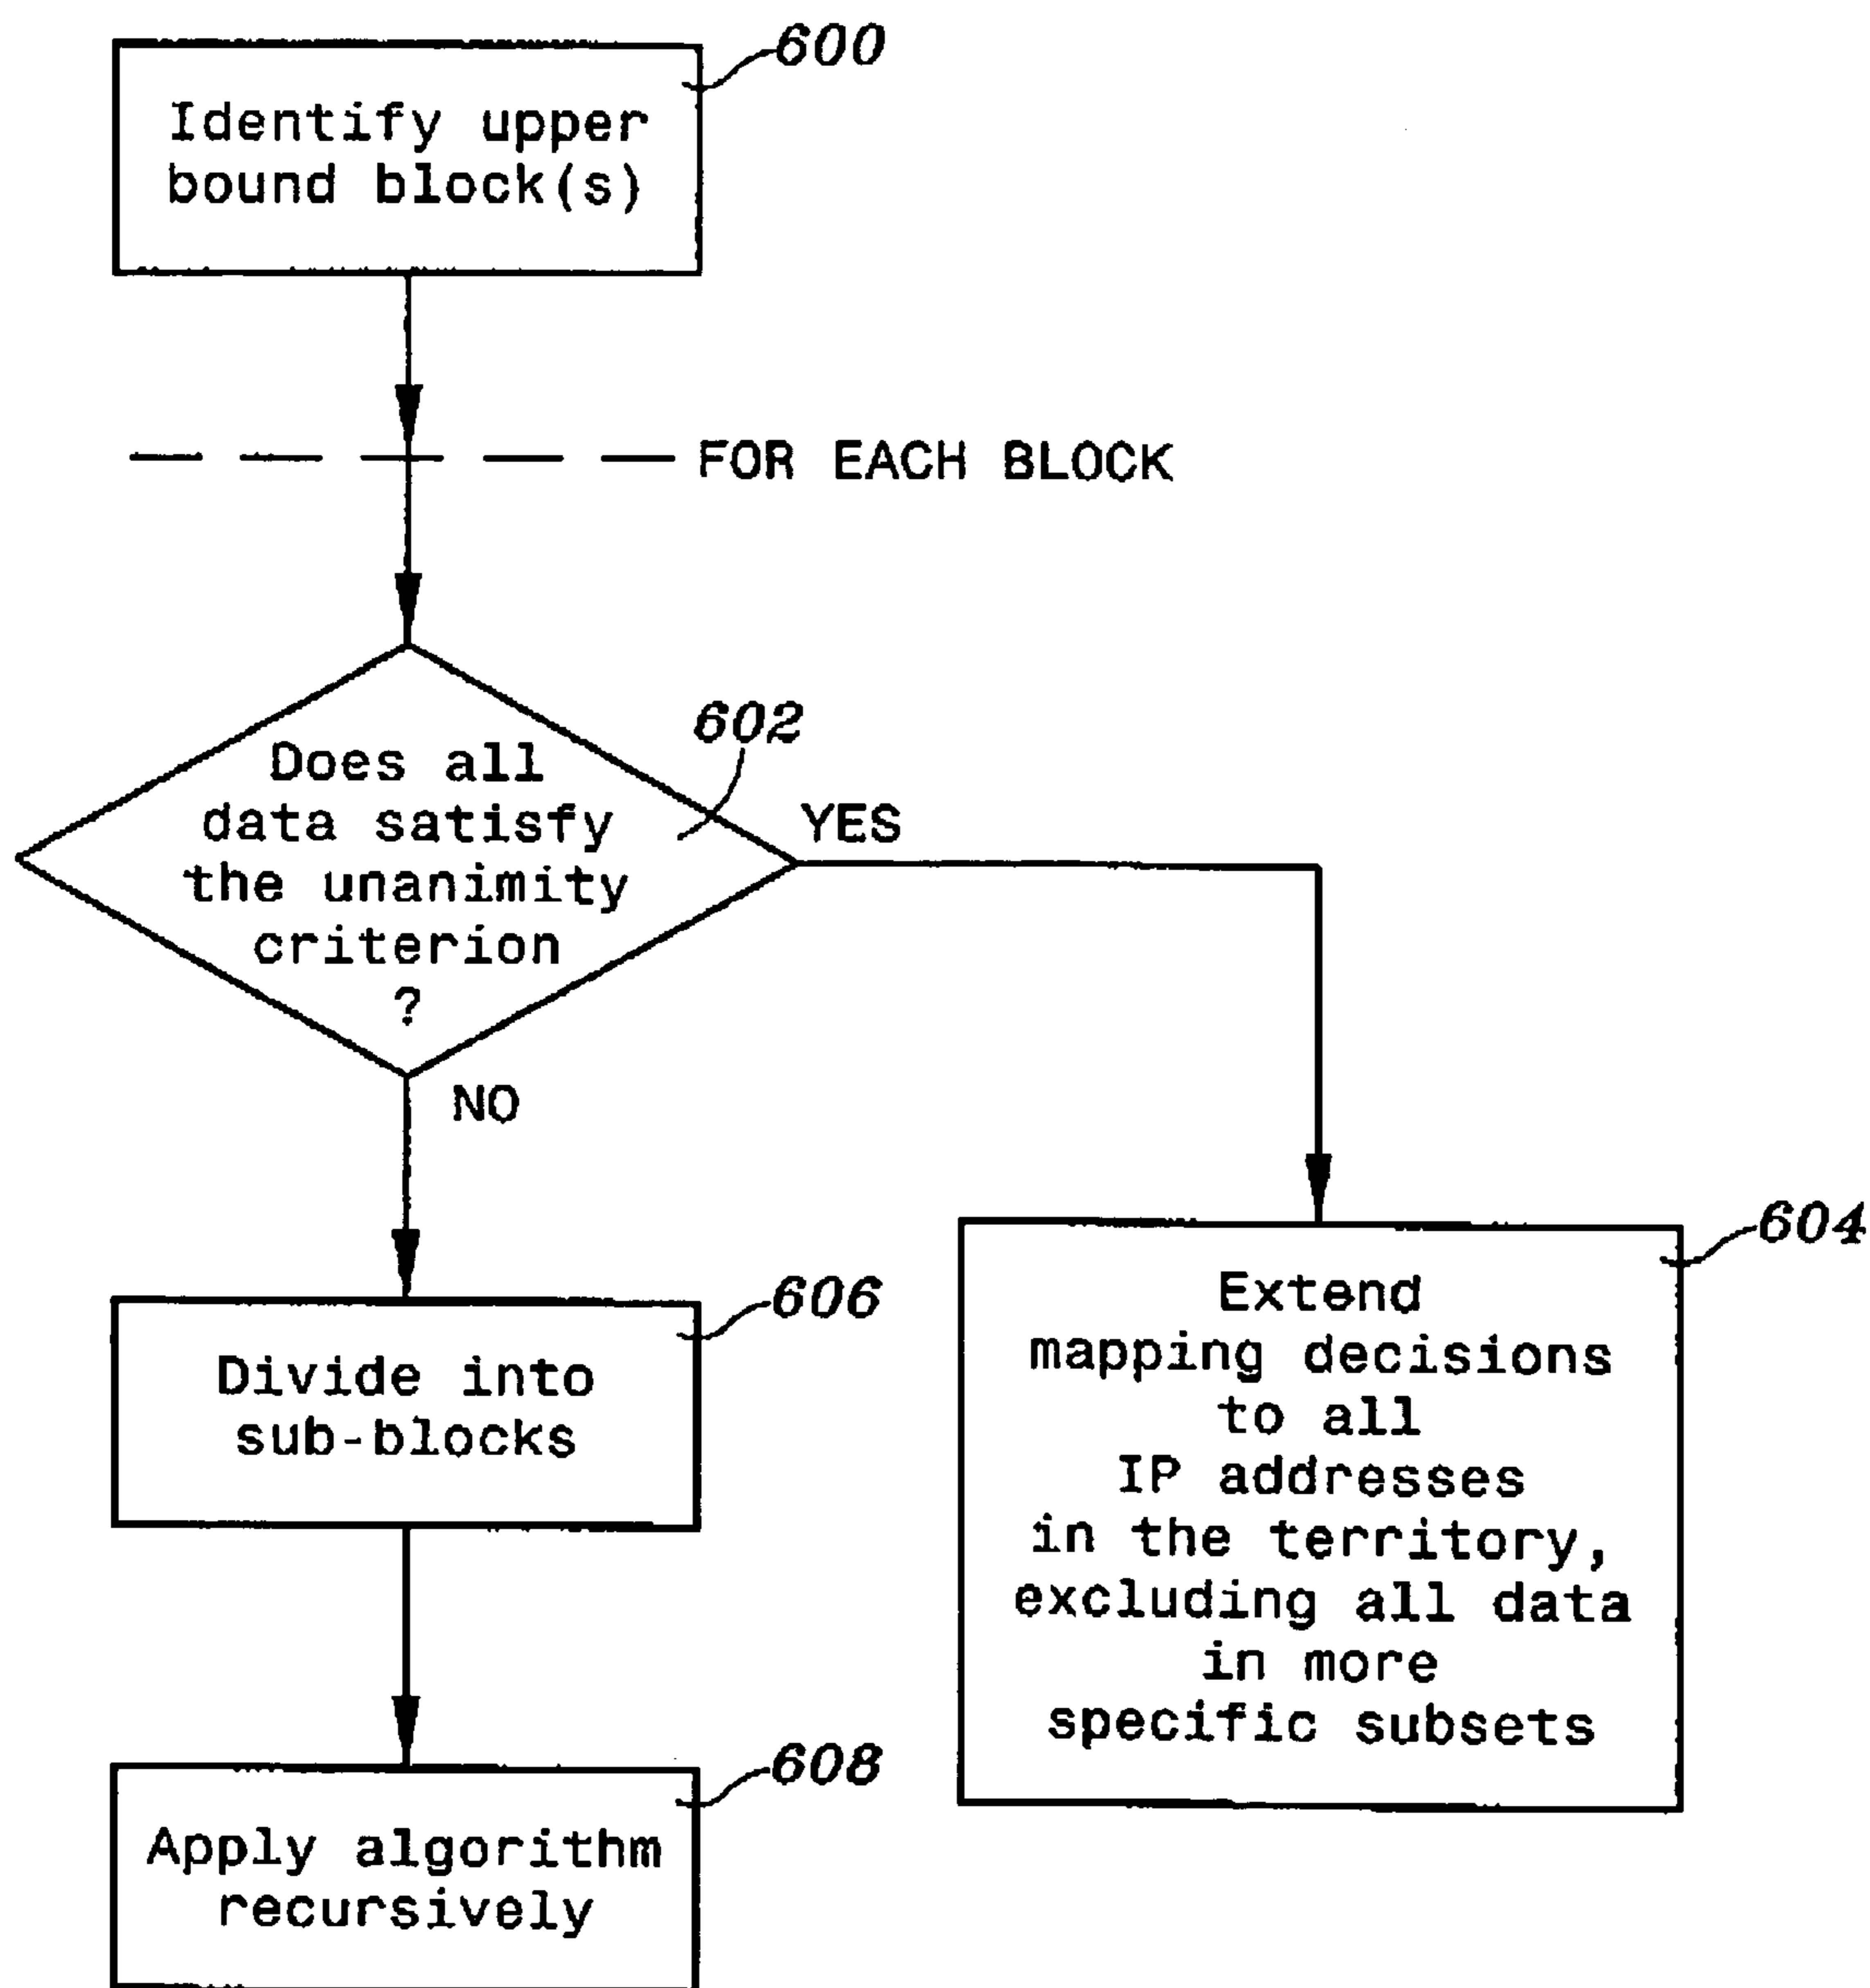 600
Identify upper
bound block(s)
FOR EACH BLOCK
602
Does all
data satisfy
the unanimity
criterion
?
YES
NO
604
Extend
mapping decisions
to all
IP addresses
in the territory,
excluding all data
in more
specific subsets
606
Divide into
sub-blocks
608
Apply algorithm
recursively